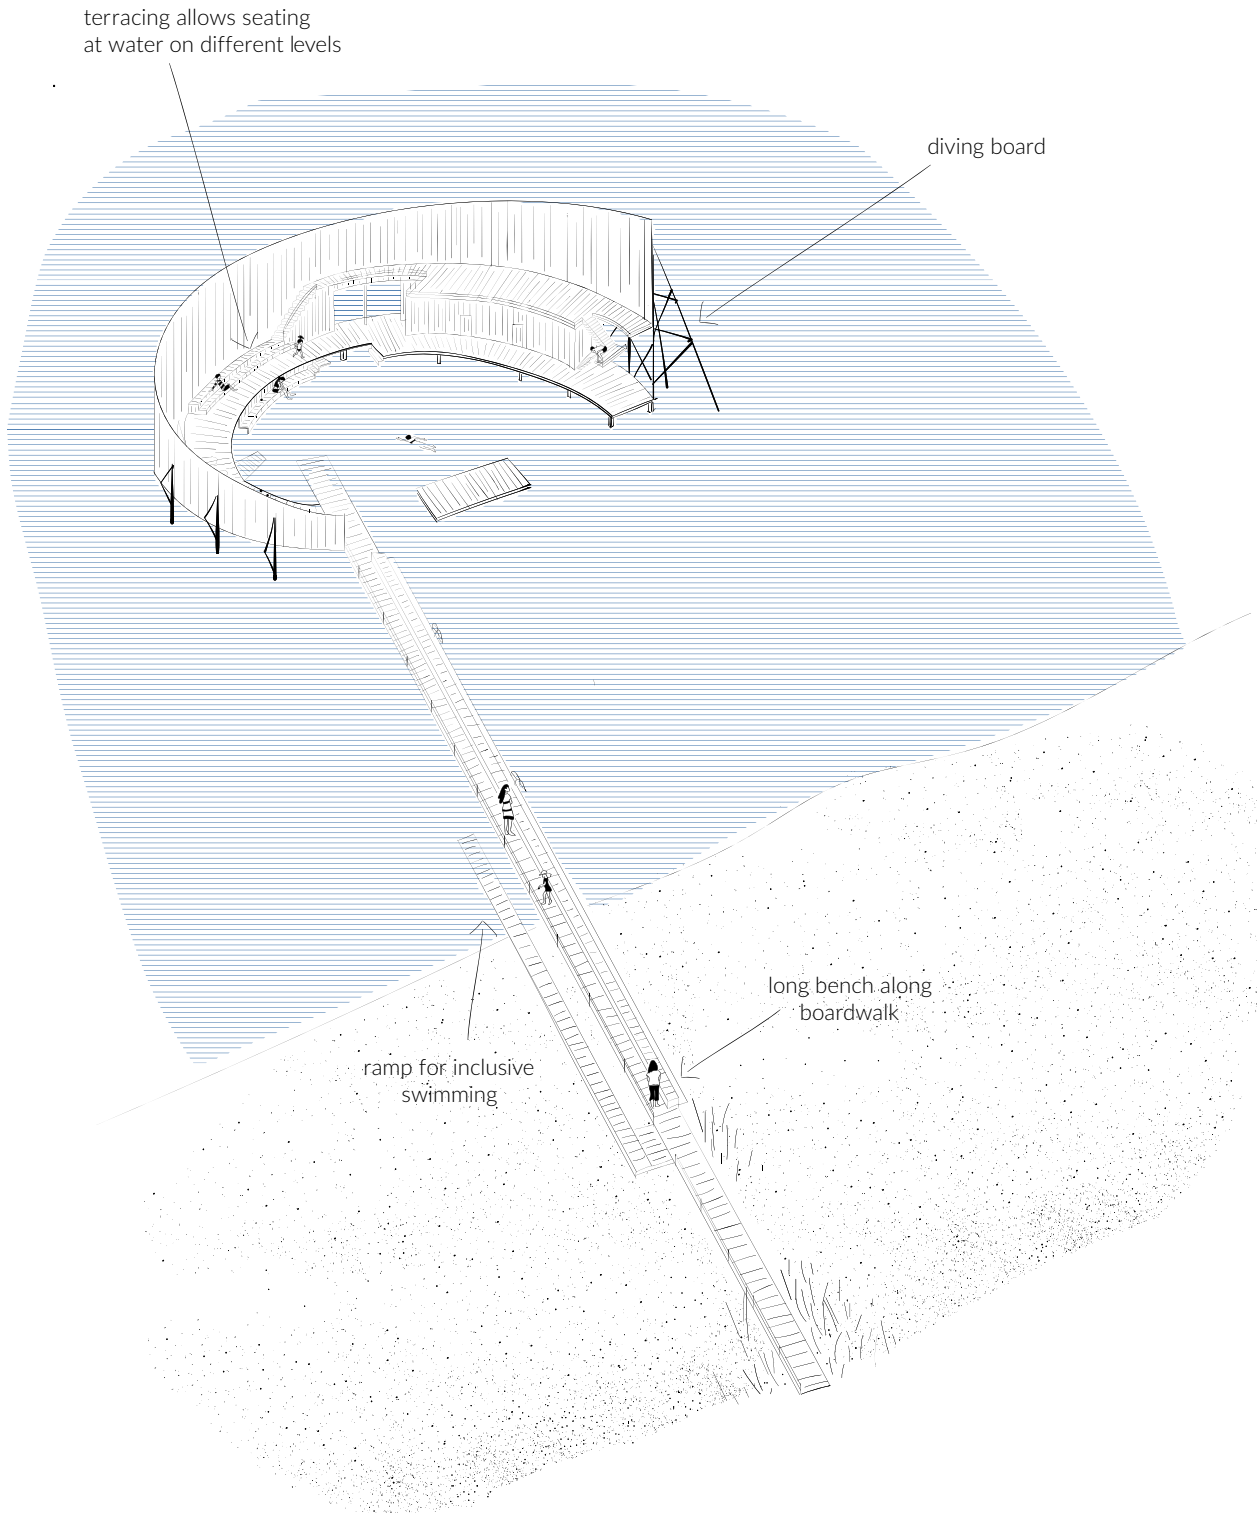 terracing allows seating
at water on different levels
diving board
long bench along
boardwalk
ramp for inclusive
swimming